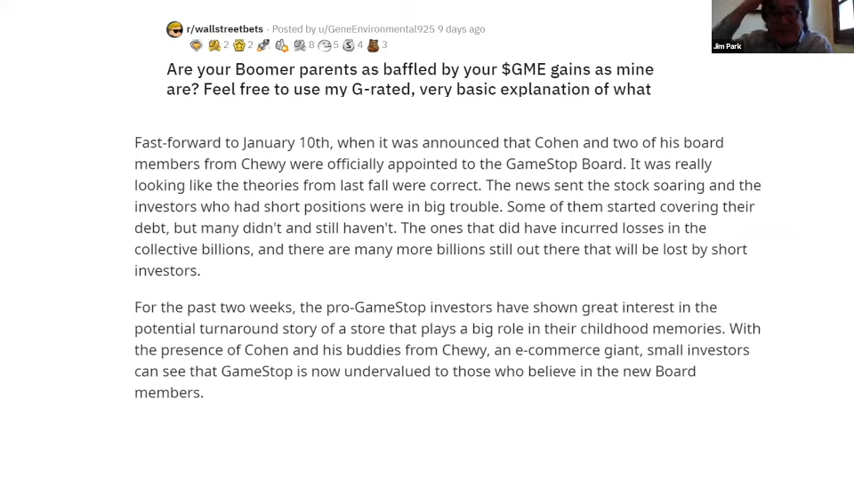 r/wallstreetbets · Posted by u/GeneEnvironmental925 9 days ago
2 2 8 5 4 3
Are your Boomer parents as baffled by your $GME gains as mine
are? Feel free to use my G-rated, very basic explanation of what
Jim Park
Fast-forward to January 10th, when it was announced that Cohen and two of his board
members from Chewy were officially appointed to the GameStop Board. It was really
looking like the theories from last fall were correct. The news sent the stock soaring and the
investors who had short positions were in big trouble. Some of them started covering their
debt, but many didn't and still haven't. The ones that did have incurred losses in the
collective billions, and there are many more billions still out there that will be lost by short
investors.
For the past two weeks, the pro-GameStop investors have shown great interest in the
potential turnaround story of a store that plays a big role in their childhood memories. With
the presence of Cohen and his buddies from Chewy, an e-commerce giant, small investors
can see that GameStop is now undervalued to those who believe in the new Board
members.